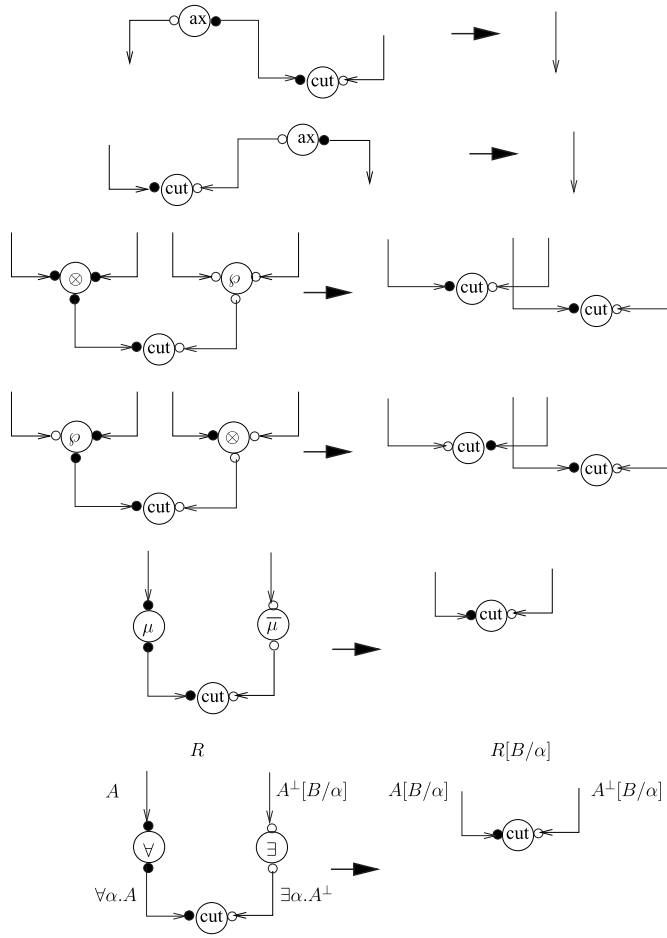 ax
cut
ax
cut
⊗ ℘ cut
cut cut
℘ ⊗ cut
cut cut
μ μ̅ cut
cut
R R[B/α]
A A⊥[B/α] A[B/α] A⊥[B/α]
cut
∀ ∃
∀α.A ∃α.A⊥
cut